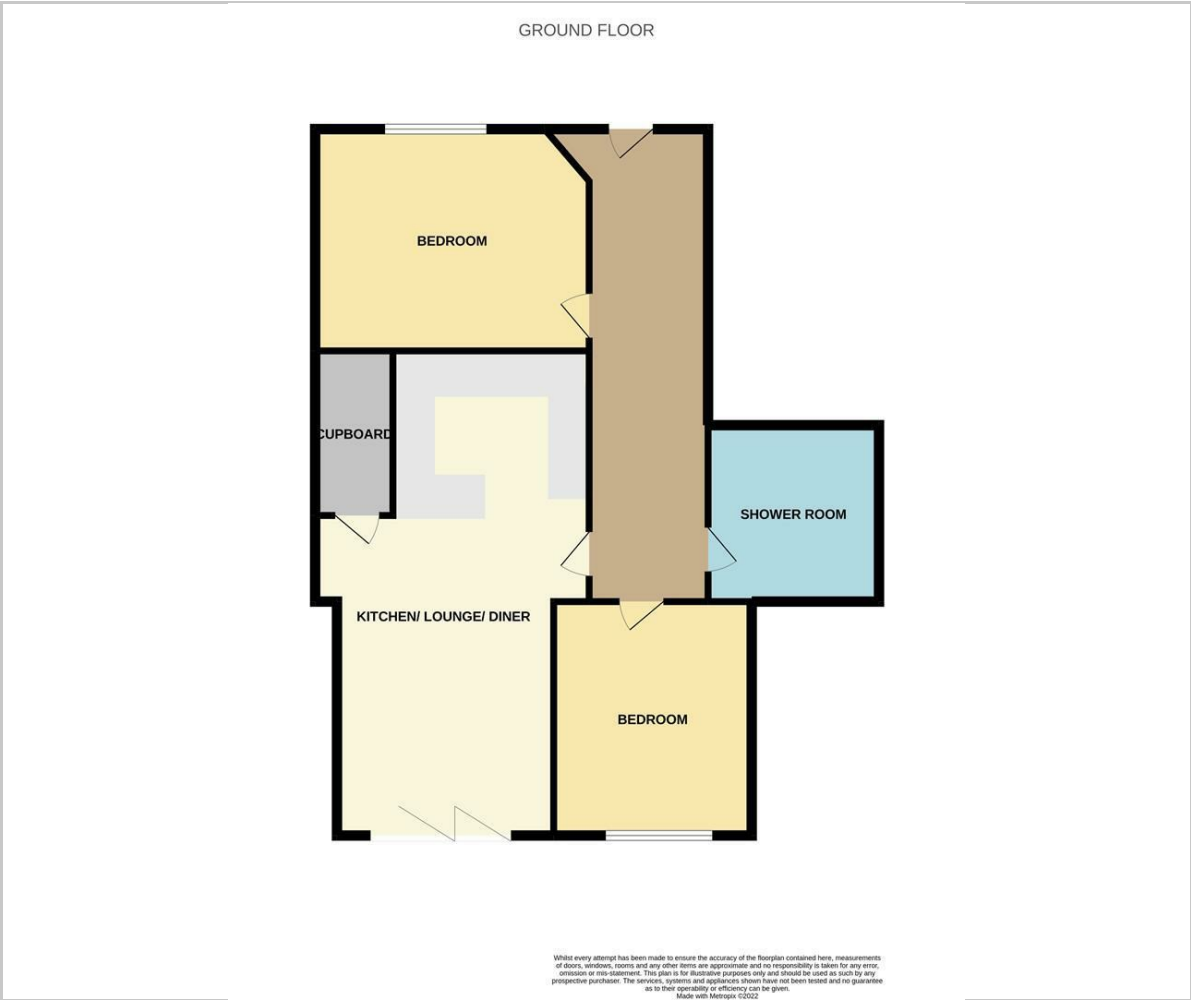 GROUND FLOOR
BEDROOM
CUPBOARD
SHOWER ROOM
KITCHEN/ LOUNGE/ DINER
BEDROOM
Whilst every attempt has been made to ensure the accuracy of the floorplan contained here, measurements
of doors, windows, rooms and any other items are approximate and no responsibility is taken for any error,
omission or mis-statement. This plan is for illustrative purposes only and should be used as such by any
prospective purchaser. The services, systems and appliances shown have not been tested and no guarantee
as to their operability or efficiency can be given.
Made with Metropix ©2022